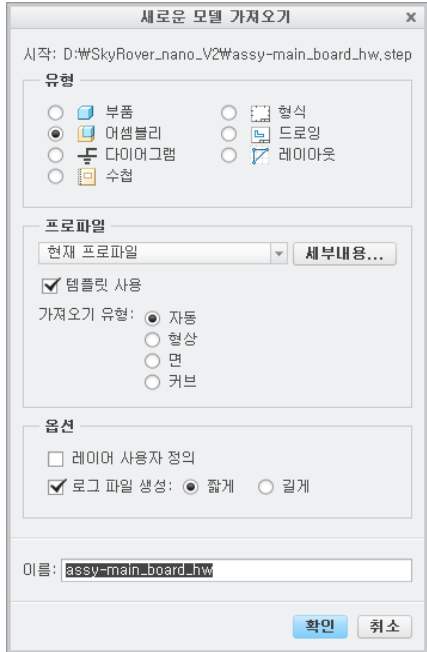 새로운 모델 가져오기
시작: D:₩SkyRover_nano_V2₩assy-main_board_hw,step
유형
부품 형식
어셈블리 드로잉
다이어그램 레이아웃
수첩
프로파일
현재 프로파일 세부내용...
템플릿 사용
가져오기 유형: 자동
형상
면
커브
옵션
레이어 사용자 정의
로그 파일 생성: 짧게 길게
이름: assy-main_board_hw
확인 취소